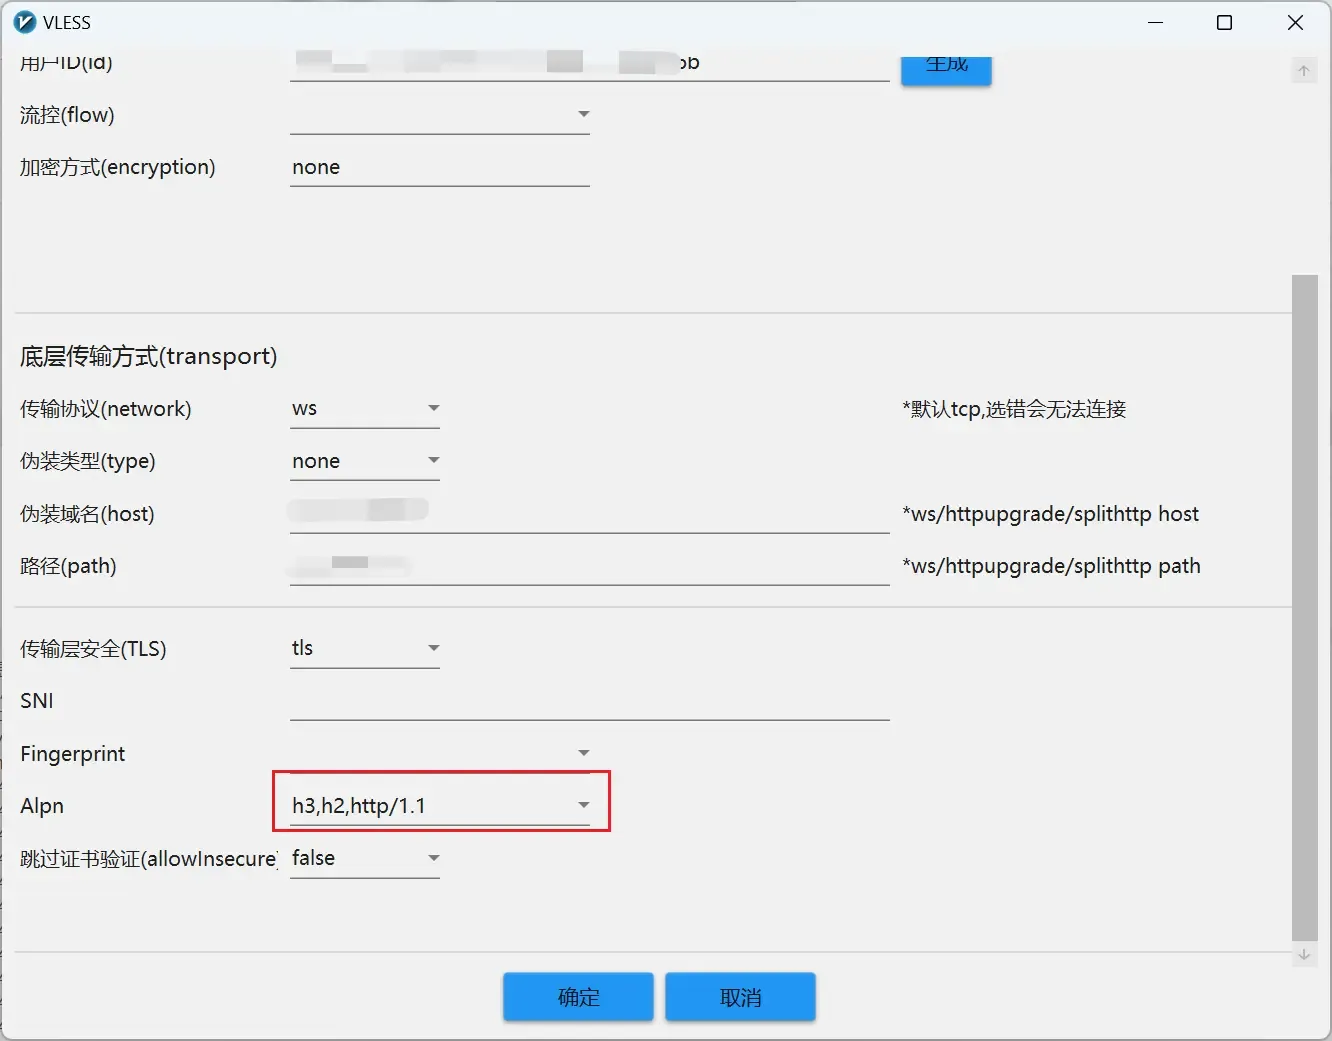 VLESS
用户ID(id) ob 生成
流控(flow)
加密方式(encryption) none
底层传输方式(transport)
传输协议(network) ws *默认tcp,选错会无法连接
伪装类型(type) none
伪装域名(host) *ws/httpupgrade/splithttp host
路径(path) *ws/httpupgrade/splithttp path
传输层安全(TLS) tls
SNI
Fingerprint
Alpn h3,h2,http/1.1
跳过证书验证(allowInsecure) false
确定 取消